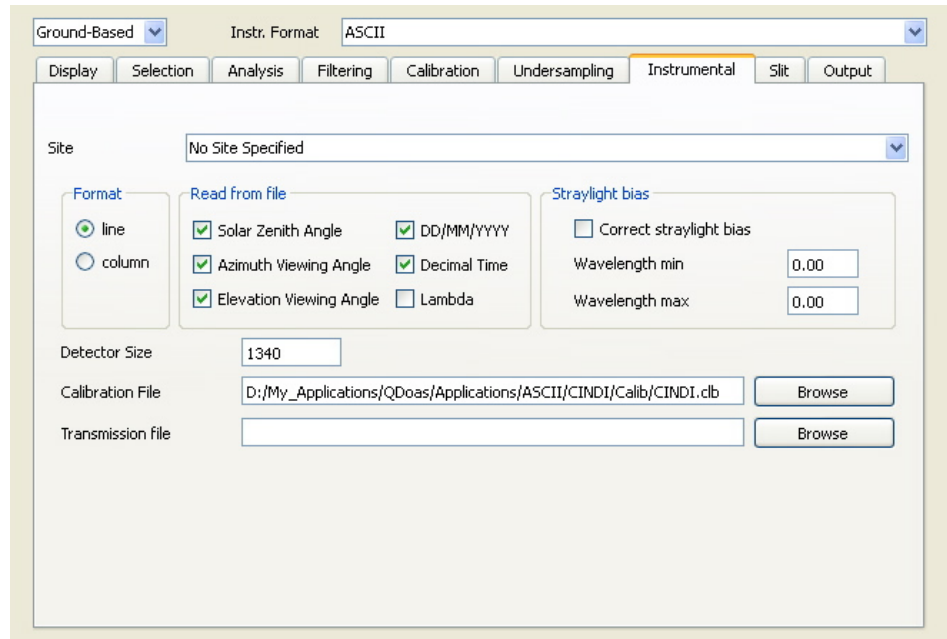 Ground-Based Instr. Format ASCII
Display Selection Analysis Filtering Calibration Undersampling Instrumental Slit Output
Site No Site Specified
Format Read from file Straylight bias
line Solar Zenith Angle DD/MM/YYYY Correct straylight bias
column Azimuth Viewing Angle Decimal Time Wavelength min 0.00
Elevation Viewing Angle Lambda Wavelength max 0.00
Detector Size 1340
Calibration File D:/My_Applications/QDoas/Applications/ASCII/CINDI/Calib/CINDI.clb Browse
Transmission file Browse